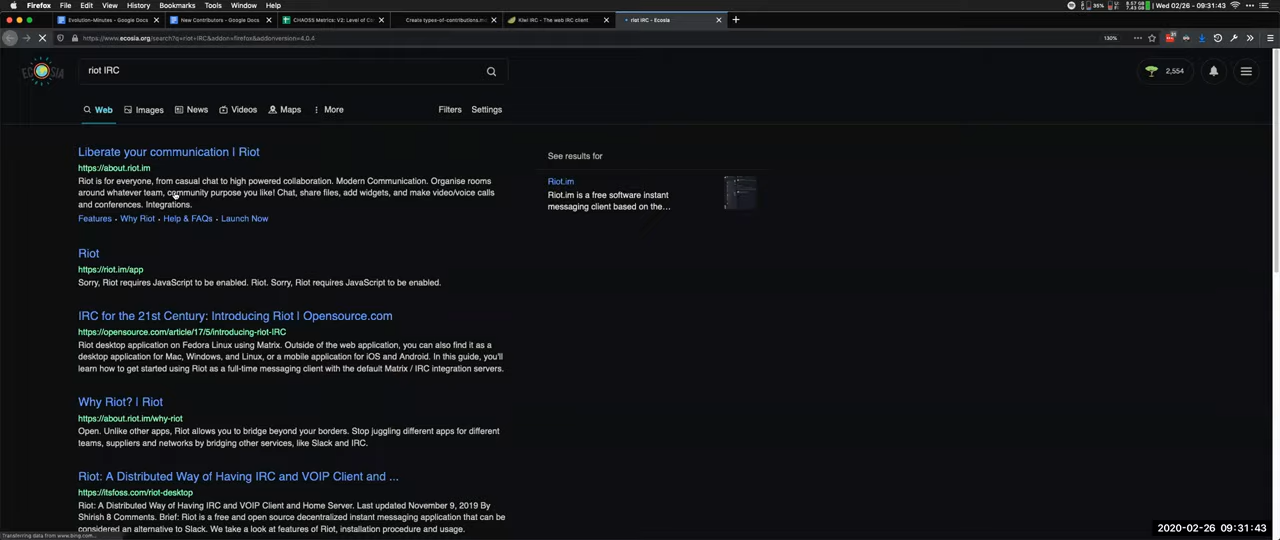 Firefox File Edit View History Bookmarks Tools Window Help
35% Wed 02/26 09:31:43
Evolution-Minutes - Google Docs
New Contributors - Google Docs
CHAOSS Metrics: V2: Level of Co
Create types-of-contributions.m
Kiwi IRC - The web IRC client
riot IRC - Ecosia
https://www.ecosia.org/search?q=riot+IRC&addon=firefox&addonversion=4.0.4
130%
ECOSIA
riot IRC
2,554
Web Images News Videos Maps More
Filters Settings
Liberate your communication | Riot
https://about.riot.im
Riot is for everyone, from casual chat to high powered collaboration. Modern Communication. Organise rooms
around whatever team, community purpose you like! Chat, share files, add widgets, and make video/voice calls
and conferences. Integrations.
Features • Why Riot • Help & FAQs • Launch Now
See results for
Riot.im
Riot.im is a free software instant
messaging client based on the...
Riot
https://riot.im/app
Sorry, Riot requires JavaScript to be enabled. Riot. Sorry, Riot requires JavaScript to be enabled.
IRC for the 21st Century: Introducing Riot | Opensource.com
https://opensource.com/article/17/5/introducing-riot-IRC
Riot desktop application on Fedora Linux using Matrix. Outside of the web application, you can also find it as a
desktop application for Mac, Windows, and Linux, or a mobile application for iOS and Android. In this guide, you'll
learn how to get started using Riot as a full-time messaging client with the default Matrix / IRC integration servers.
Why Riot? | Riot
https://about.riot.im/why-riot
Open. Unlike other apps, Riot allows you to bridge beyond your borders. Stop juggling different apps for different
teams, suppliers and networks by bridging other services, like Slack and IRC.
Riot: A Distributed Way of Having IRC and VOIP Client and ...
https://itsfoss.com/riot-desktop
Riot: A Distributed Way of Having IRC and VOIP Client and Home Server. Last updated November 9, 2019 By
Shirish 8 Comments. Brief: Riot is a free and open source decentralized instant messaging application that can be
considered an alternative to Slack. We take a look at features of Riot, installation procedure and usage.
Transferring data from www.bing.com...
2020-02-26 09:31:43